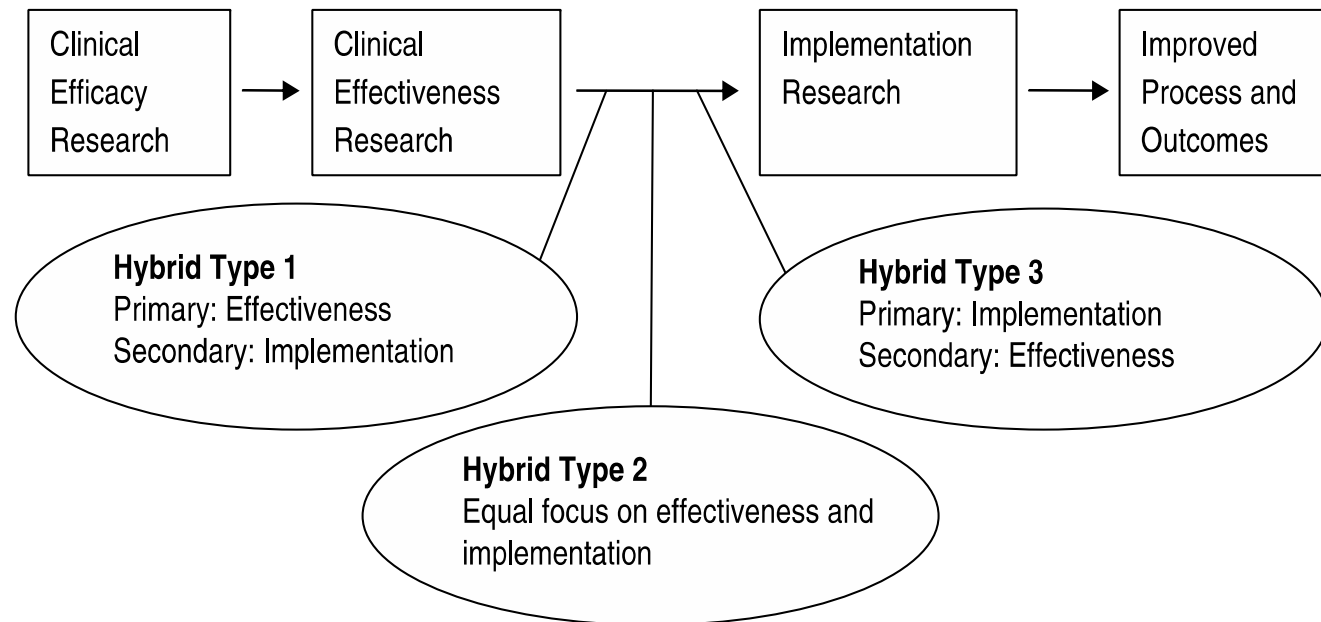 Clinical
Efficacy
Research
Clinical
Effectiveness
Research
Implementation
Research
Improved
Process and
Outcomes
Hybrid Type 1
Primary: Effectiveness
Secondary: Implementation
Hybrid Type 3
Primary: Implementation
Secondary: Effectiveness
Hybrid Type 2
Equal focus on effectiveness and
implementation